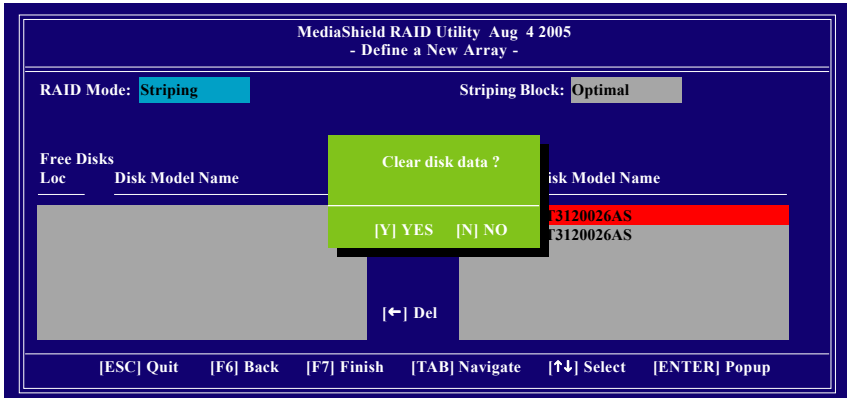 MediaShield RAID Utility Aug 4 2005
- Define a New Array -
RAID Mode: Striping
Striping Block: Optimal
Free Disks
Loc Disk Model Name
isk Model Name
Clear disk data ?
[Y] YES [N] NO
T3120026AS
T3120026AS
[←] Del
[ESC] Quit [F6] Back [F7] Finish [TAB] Navigate [↑↓] Select [ENTER] Popup